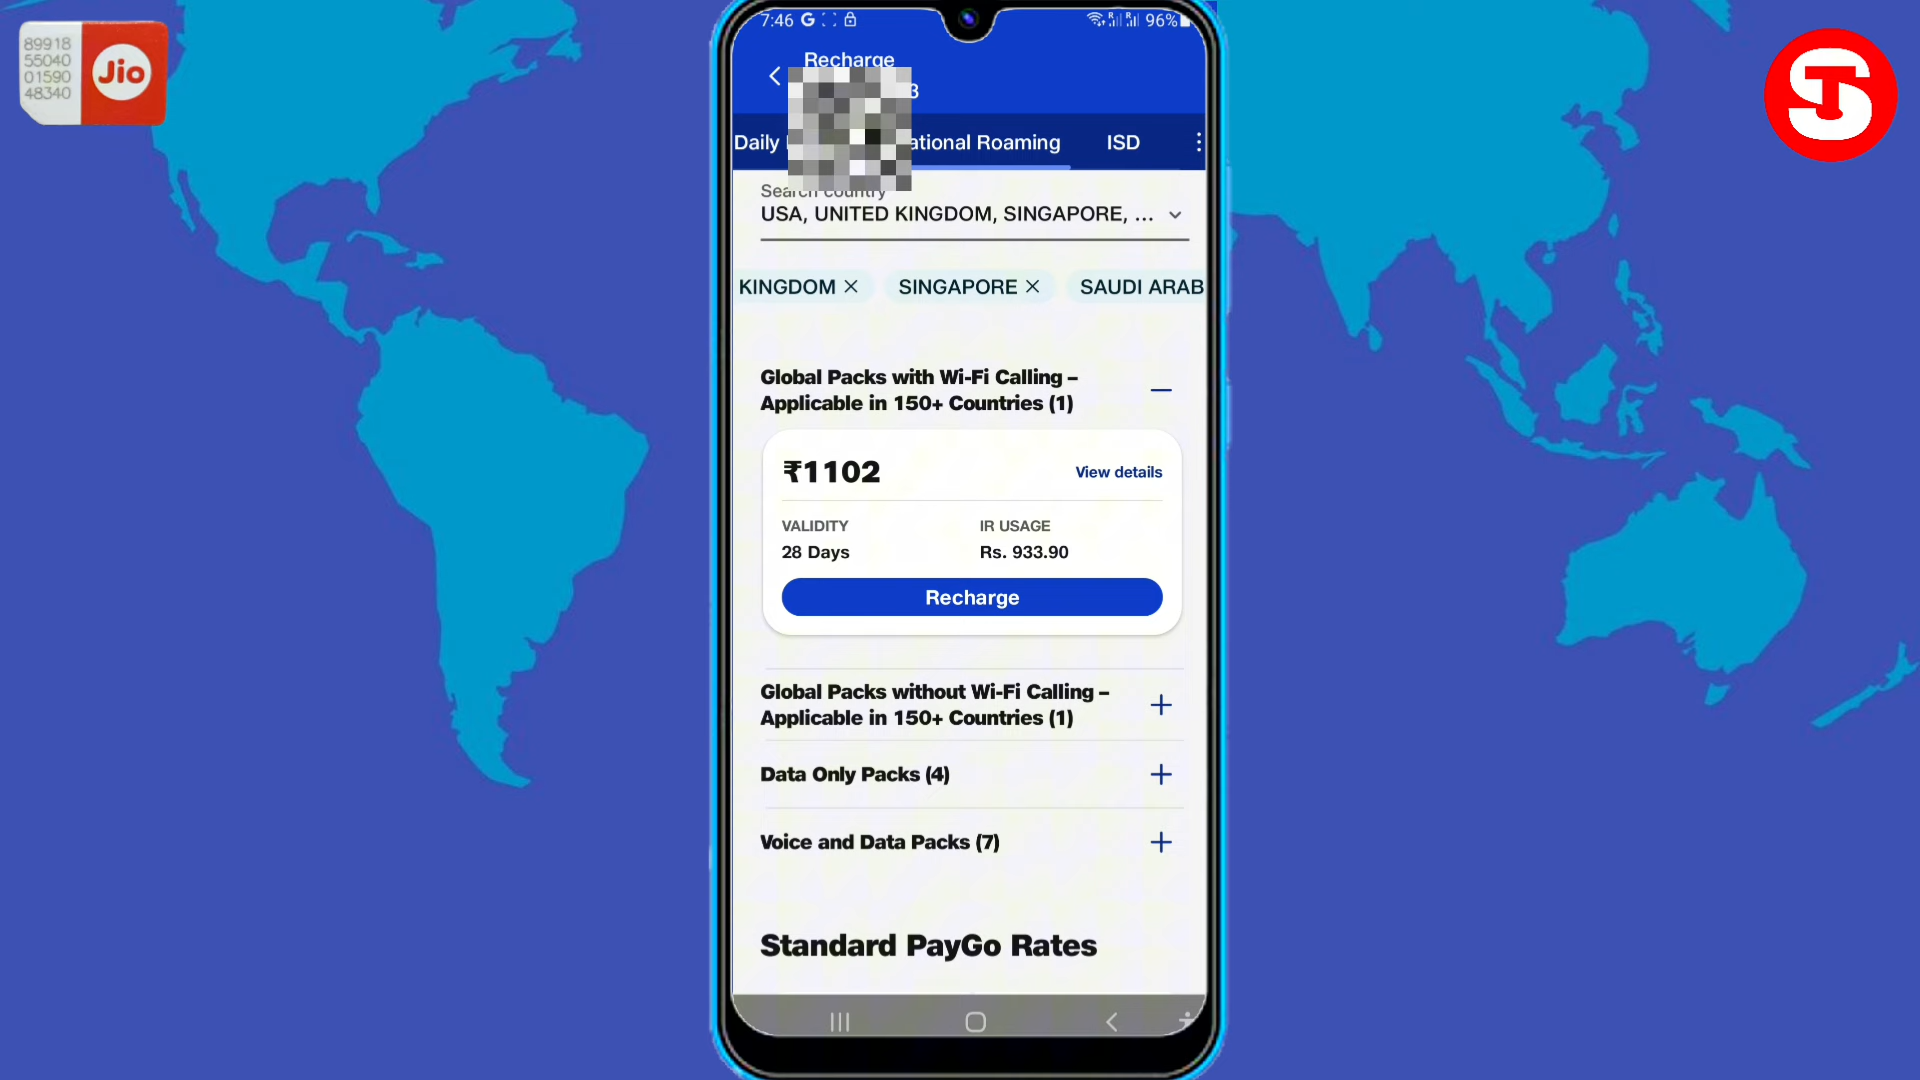 89918
55040
01590
48340
Jio
7:46 G 96%
Recharge
3
Daily ational Roaming ISD
Search country
USA, UNITED KINGDOM, SINGAPORE, ...
KINGDOM SINGAPORE SAUDI ARAB
Global Packs with Wi-Fi Calling –
Applicable in 150+ Countries (1)
₹1102 View details
VALIDITY IR USAGE
28 Days Rs. 933.90
Recharge
Global Packs without Wi-Fi Calling –
Applicable in 150+ Countries (1)
Data Only Packs (4)
Voice and Data Packs (7)
Standard PayGo Rates